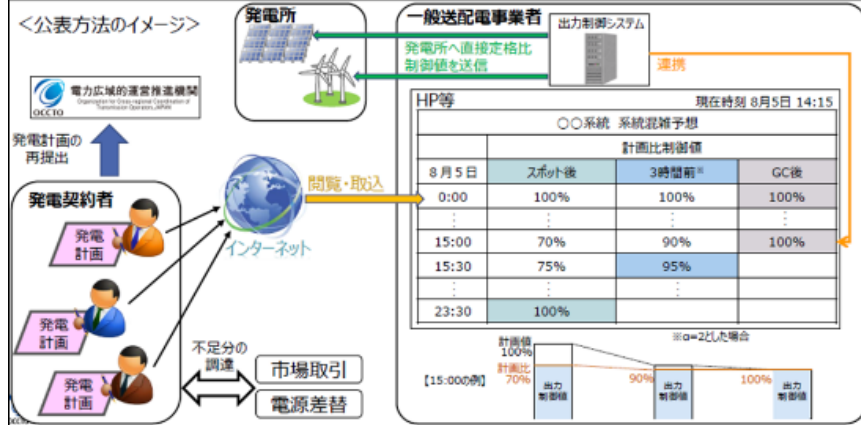 <公表方法のイメージ>
発電所
一般送配電事業者
出力制御システム
発電所へ直接定格比
制御値を送信
連携
OCCTO
電力広域的運営推進機関
Organization for Cross-regional Coordination of
Transmission Operators, JAPAN
発電計画の
再提出
発電契約者
発電
計画
発電
計画
発電
計画
インターネット
閲覧・取込
不足分の
調達
市場取引
電源差替
HP等
現在時刻 8月5日 14:15
○○系統 系統混雑予想
計画比制御値
8月5日 スポット後 3時間前※ GC後
0:00 100% 100% 100%
⋮ ⋮ ⋮ ⋮
15:00 70% 90% 100%
15:30 75% 95%
⋮ ⋮ ⋮
23:30 100%
※α=2とした場合
計画値
100%
【15:00の例】
計画比
70%
90%
100%
出力
制御値
出力
制御値
出力
制御値